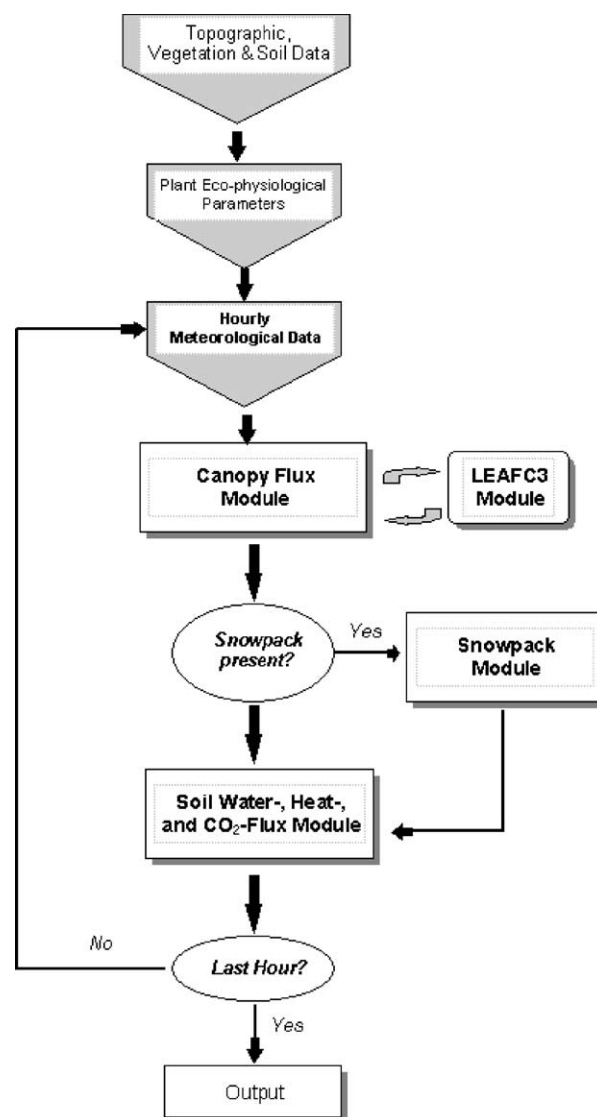 Topographic,
Vegetation & Soil Data
Plant Eco-physiological
Parameters
Hourly
Meteorological Data
Canopy Flux
Module
LEAFC3
Module
Snowpack
present?
Yes
Snowpack
Module
Soil Water-, Heat-,
and CO₂-Flux Module
No
Last Hour?
Yes
Output